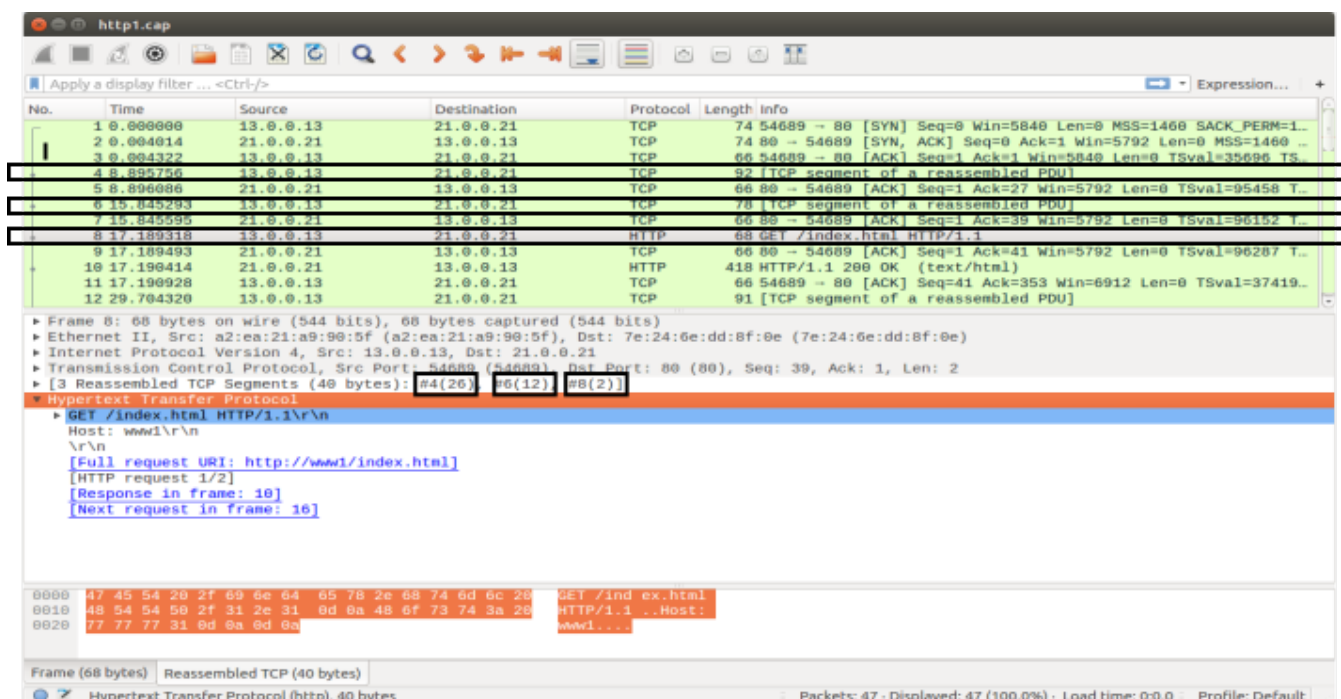 http1.cap
Apply a display filter ... <Ctrl-/>
Expression... +
No. Time Source Destination Protocol Length Info
1 0.000000 13.0.0.13 21.0.0.21 TCP 74 54689 → 80 [SYN] Seq=0 Win=5840 Len=0 MSS=1460 SACK_PERM=1...
2 0.004014 21.0.0.21 13.0.0.13 TCP 74 80 → 54689 [SYN, ACK] Seq=0 Ack=1 Win=5792 Len=0 MSS=1460 ...
3 0.004322 13.0.0.13 21.0.0.21 TCP 66 54689 → 80 [ACK] Seq=1 Ack=1 Win=5840 Len=0 TSval=35696 TS...
4 8.895756 13.0.0.13 21.0.0.21 TCP 92 [TCP segment of a reassembled PDU]
5 8.896086 21.0.0.21 13.0.0.13 TCP 66 80 → 54689 [ACK] Seq=1 Ack=27 Win=5792 Len=0 TSval=95458 T...
6 15.845293 13.0.0.13 21.0.0.21 TCP 78 [TCP segment of a reassembled PDU]
7 15.845595 21.0.0.21 13.0.0.13 TCP 66 80 → 54689 [ACK] Seq=1 Ack=39 Win=5792 Len=0 TSval=96152 T...
8 17.189318 13.0.0.13 21.0.0.21 HTTP 68 GET /index.html HTTP/1.1
9 17.189493 21.0.0.21 13.0.0.13 TCP 66 80 → 54689 [ACK] Seq=1 Ack=41 Win=5792 Len=0 TSval=96287 T...
10 17.190414 21.0.0.21 13.0.0.13 HTTP 418 HTTP/1.1 200 OK (text/html)
11 17.190928 13.0.0.13 21.0.0.21 TCP 66 54689 → 80 [ACK] Seq=41 Ack=353 Win=6912 Len=0 TSval=37419...
12 29.704320 13.0.0.13 21.0.0.21 TCP 91 [TCP segment of a reassembled PDU]
Frame 8: 68 bytes on wire (544 bits), 68 bytes captured (544 bits)
Ethernet II, Src: a2:ea:21:a9:90:5f (a2:ea:21:a9:90:5f), Dst: 7e:24:6e:dd:8f:0e (7e:24:6e:dd:8f:0e)
Internet Protocol Version 4, Src: 13.0.0.13, Dst: 21.0.0.21
Transmission Control Protocol, Src Port: 54689 (54689), Dst Port: 80 (80), Seq: 39, Ack: 1, Len: 2
[3 Reassembled TCP Segments (40 bytes): #4(26), #6(12), #8(2)]
Hypertext Transfer Protocol
GET /index.html HTTP/1.1\r\n
Host: www1\r\n
\r\n
[Full request URI: http://www1/index.html]
[HTTP request 1/2]
[Response in frame: 10]
[Next request in frame: 16]
0000 47 45 54 20 2f 69 6e 64 65 78 2e 68 74 6d 6c 20 GET /ind ex.html
0010 48 54 54 50 2f 31 2e 31 0d 0a 48 6f 73 74 3a 20 HTTP/1.1 ..Host:
0020 77 77 77 31 0d 0a 0d 0a www1....
Frame (68 bytes) Reassembled TCP (40 bytes)
Hypertext Transfer Protocol (http), 40 bytes Packets: 47 · Displayed: 47 (100.0%) · Load time: 0:0.0 Profile: Default